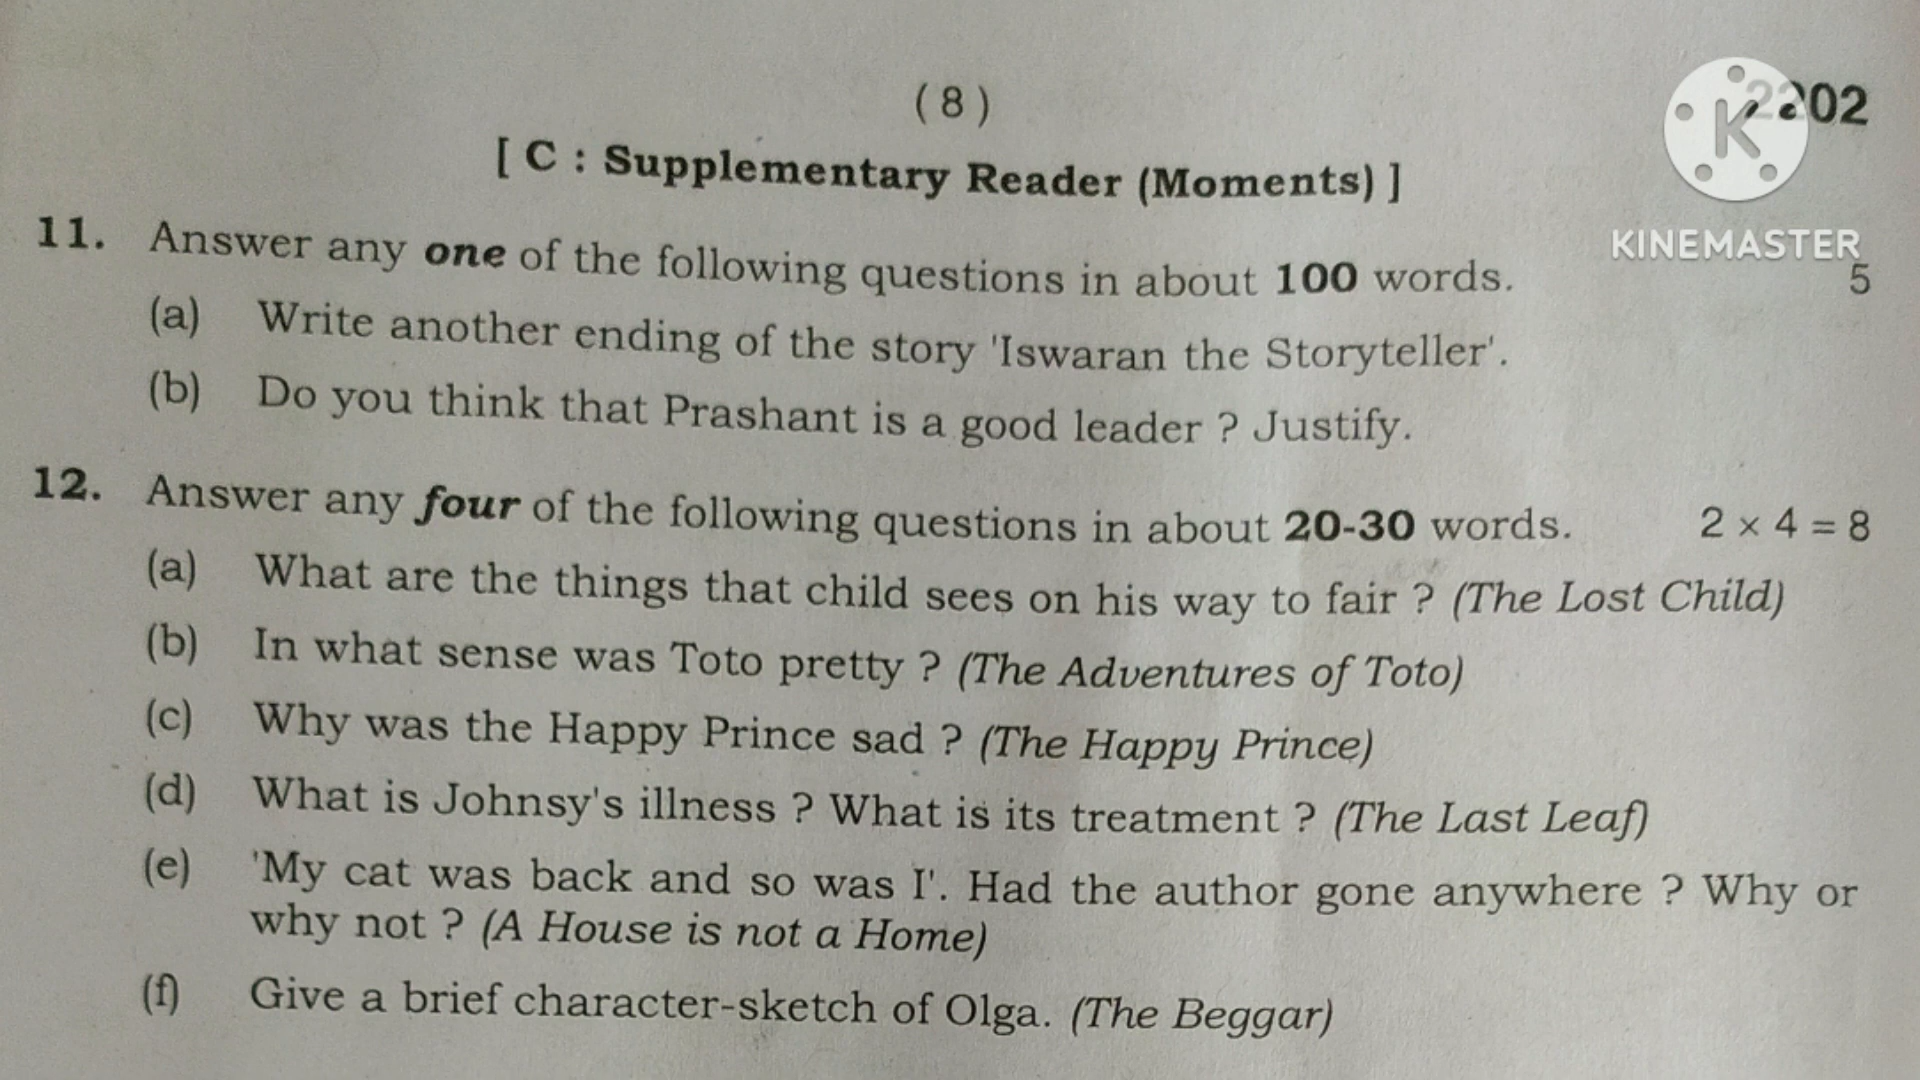 ( 8 )
2202
[ C : Supplementary Reader (Moments) ]
KINEMASTER
11. Answer any one of the following questions in about 100 words. 5
(a) Write another ending of the story 'Iswaran the Storyteller'.
(b) Do you think that Prashant is a good leader ? Justify.
12. Answer any four of the following questions in about 20-30 words. 2 × 4 = 8
(a) What are the things that child sees on his way to fair ? (The Lost Child)
(b) In what sense was Toto pretty ? (The Adventures of Toto)
(c) Why was the Happy Prince sad ? (The Happy Prince)
(d) What is Johnsy's illness ? What is its treatment ? (The Last Leaf)
(e) 'My cat was back and so was I'. Had the author gone anywhere ? Why or
why not ? (A House is not a Home)
(f) Give a brief character-sketch of Olga. (The Beggar)